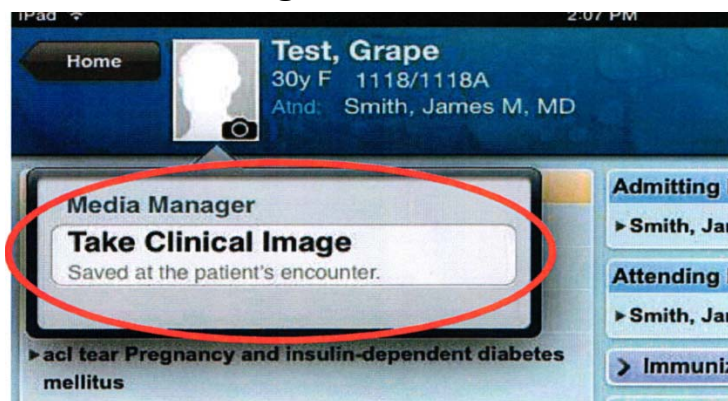 iPad 2:07 PM
Home
Test, Grape
30y F 1118/1118A
Atnd: Smith, James M, MD
Media Manager
Take Clinical Image
Saved at the patient's encounter.
acl tear Pregnancy and insulin-dependent diabetes
mellitus
Admitting
Smith, Ja
Attending
Smith, Ja
Immuni